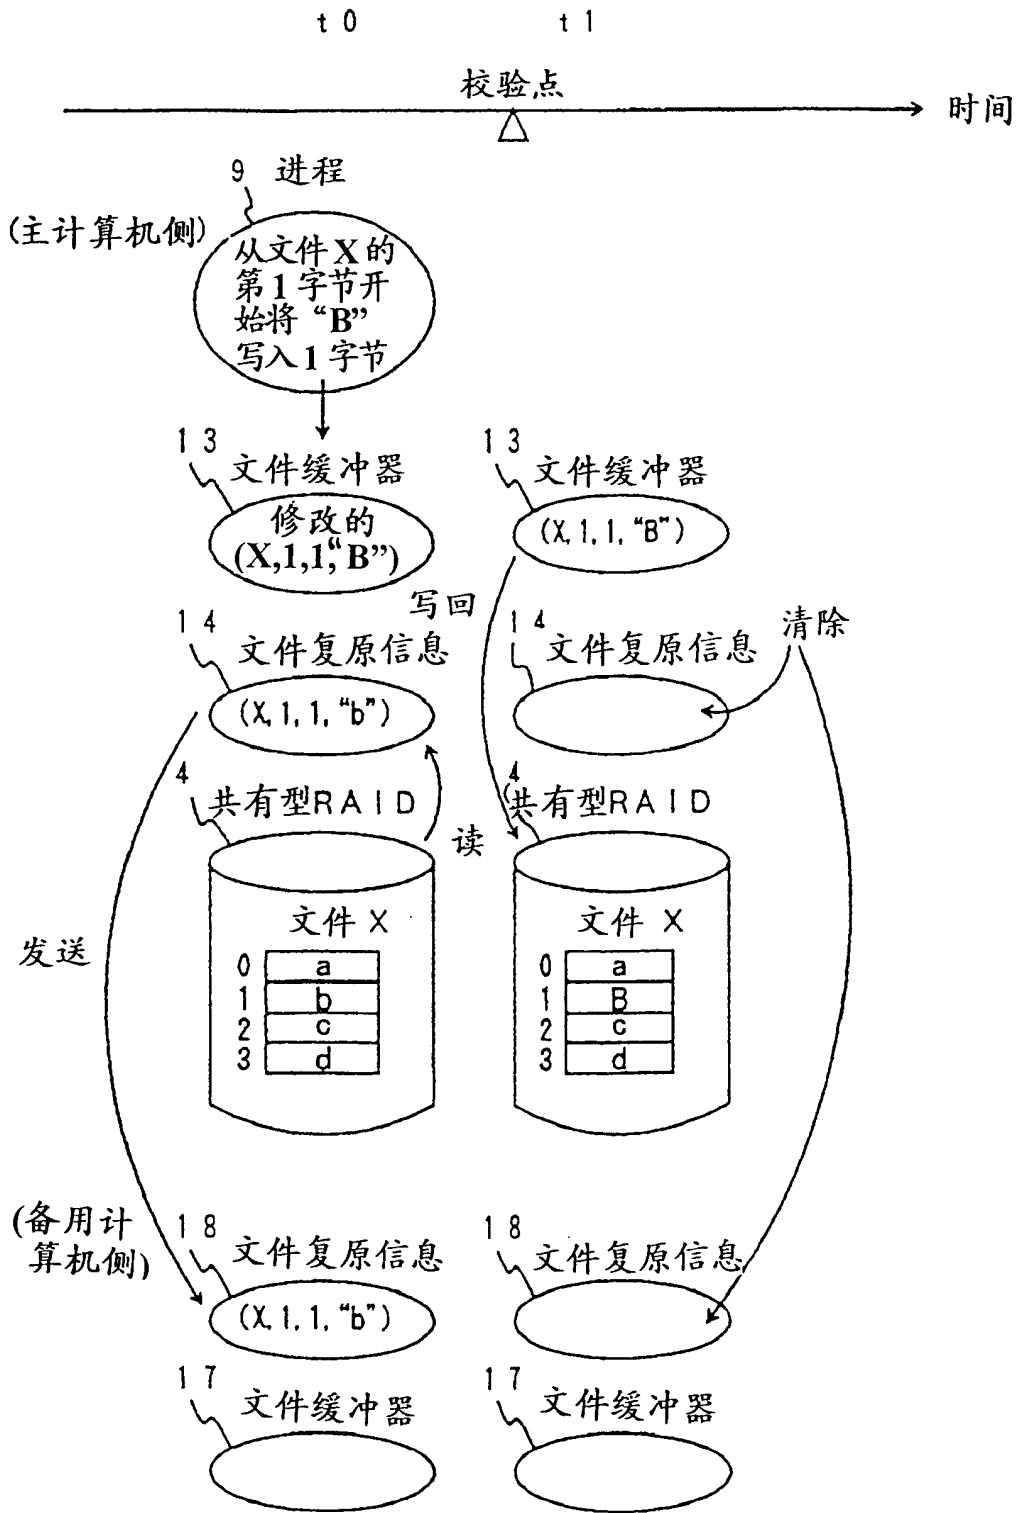 t 0 t 1
校验点
时间
9 进程
(主计算机侧)
从文件 X 的
第 1 字节开
始将 “B”
写入 1 字节
1 3 文件缓冲器
修改的
(X,1,1,“B”)
1 3 文件缓冲器
(X, 1, 1, “B”)
写回
1 4 文件复原信息
(X, 1, 1, “b”)
1 4 文件复原信息
清除
4 共有型RAID
读
4 共有型RAID
文件 X
0 a
1 b
2 c
3 d
文件 X
0 a
1 B
2 c
3 d
发送
(备用计
算机侧)
1 8 文件复原信息
(X, 1, 1, “b”)
1 8 文件复原信息
1 7 文件缓冲器
1 7 文件缓冲器